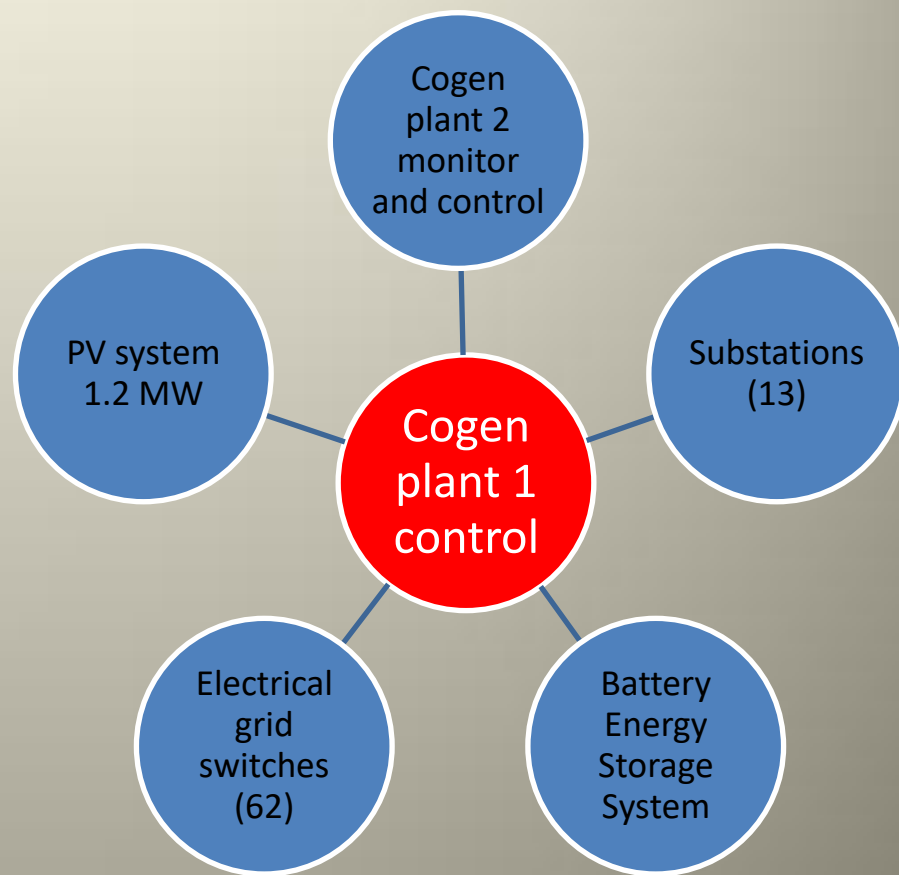 Cogen
plant 2
monitor
and control
PV system
1.2 MW
Substations
(13)
Cogen
plant 1
control
Electrical
grid
switches
(62)
Battery
Energy
Storage
System